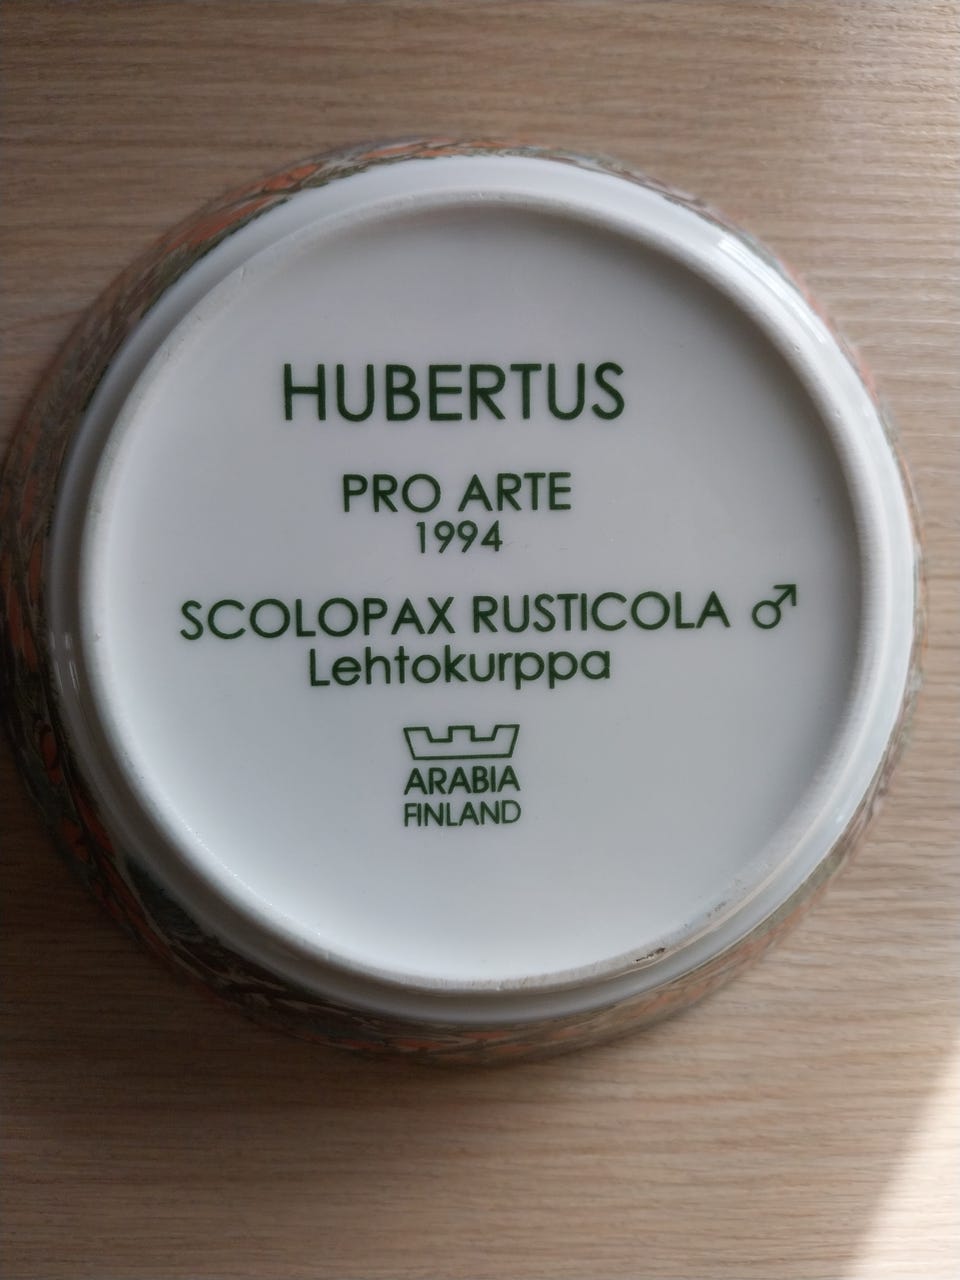 HUBERTUS
PRO ARTE
1994
SCOLOPAX RUSTICOLA ♂
Lehtokurppa
ARABIA
FINLAND